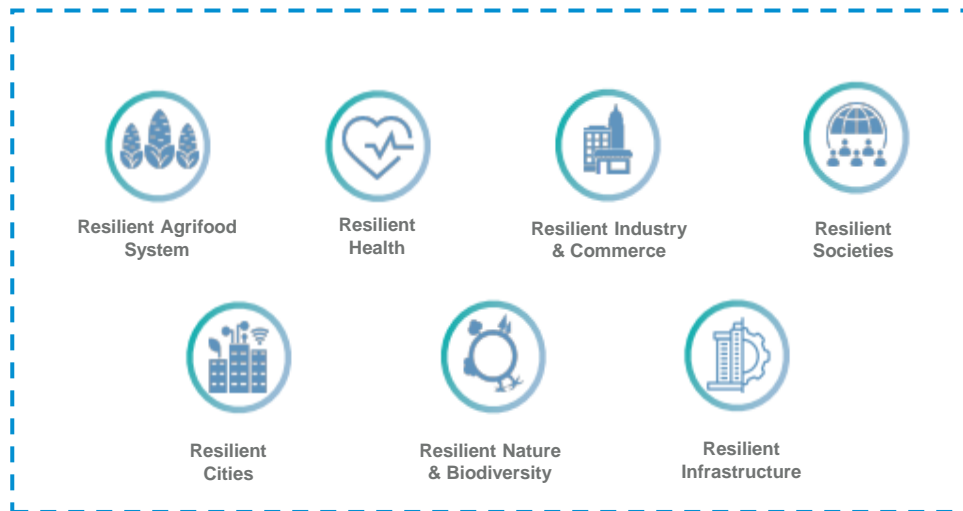 Resilient Agrifood
System
Resilient
Health
Resilient Industry
& Commerce
Resilient
Societies
Resilient
Cities
Resilient Nature
& Biodiversity
Resilient
Infrastructure